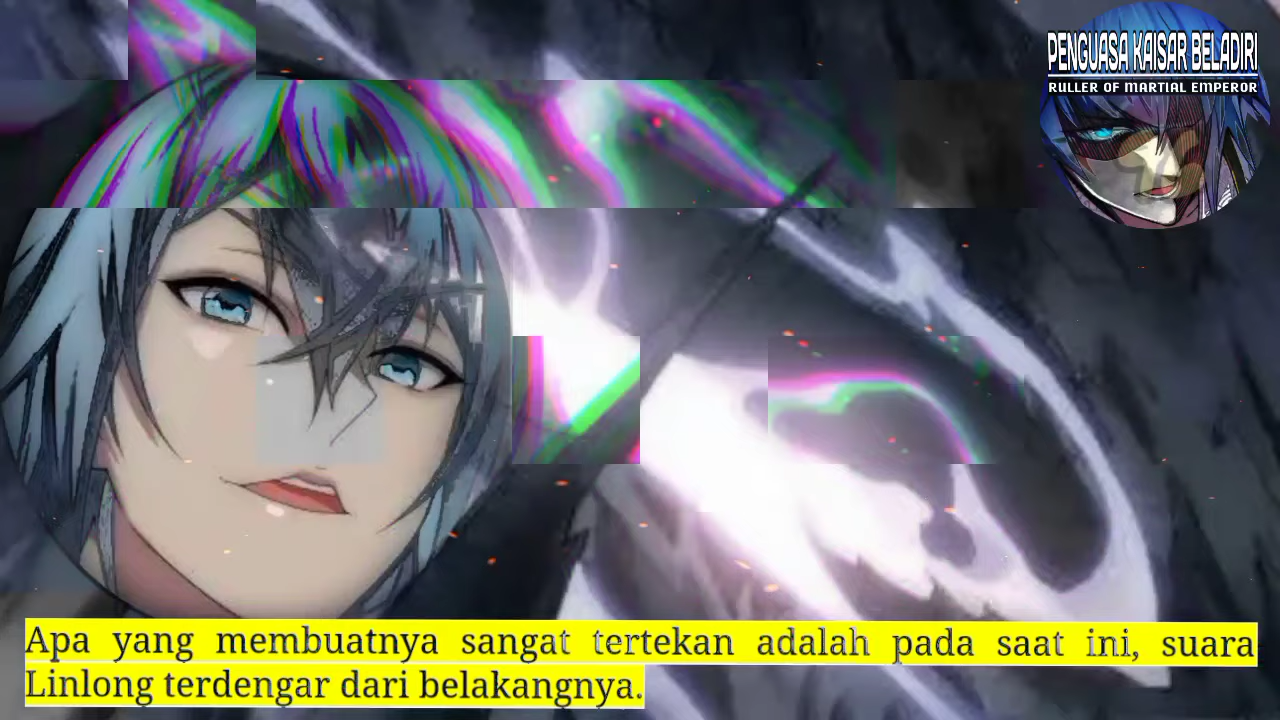 PENGUASA KAISAR BELADIRI
RULLER OF MARTIAL EMPEROR
Apa yang membuatnya sangat tertekan adalah pada saat ini, suara
Linlong terdengar dari belakangnya.